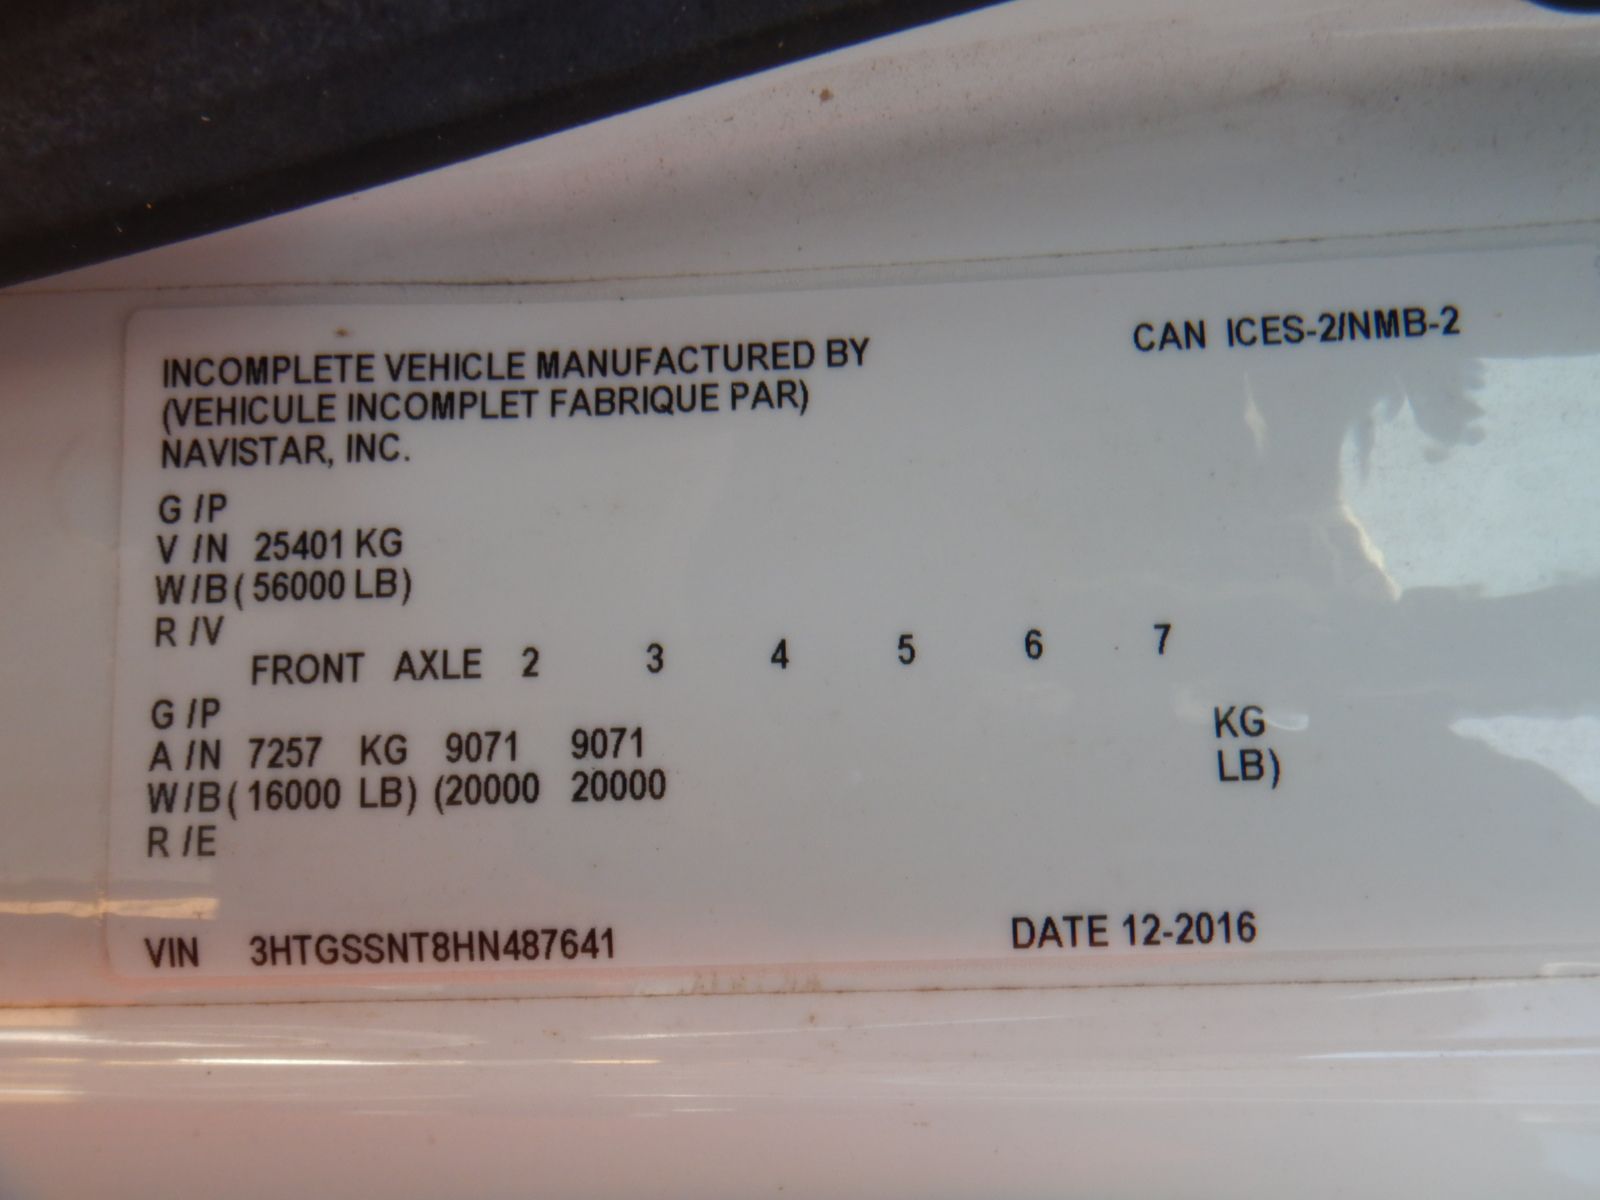 INCOMPLETE VEHICLE MANUFACTURED BY CAN ICES-2/NMB-2
(VEHICULE INCOMPLET FABRIQUE PAR)
NAVISTAR, INC.
G /P
V /N 25401 KG
W/B ( 56000 LB)
R /V
FRONT AXLE 2 3 4 5 6 7
G /P
A /N 7257 KG 9071 9071 KG
W/B ( 16000 LB) (20000 20000 LB)
R /E
VIN 3HTGSSNT8HN487641 DATE 12-2016